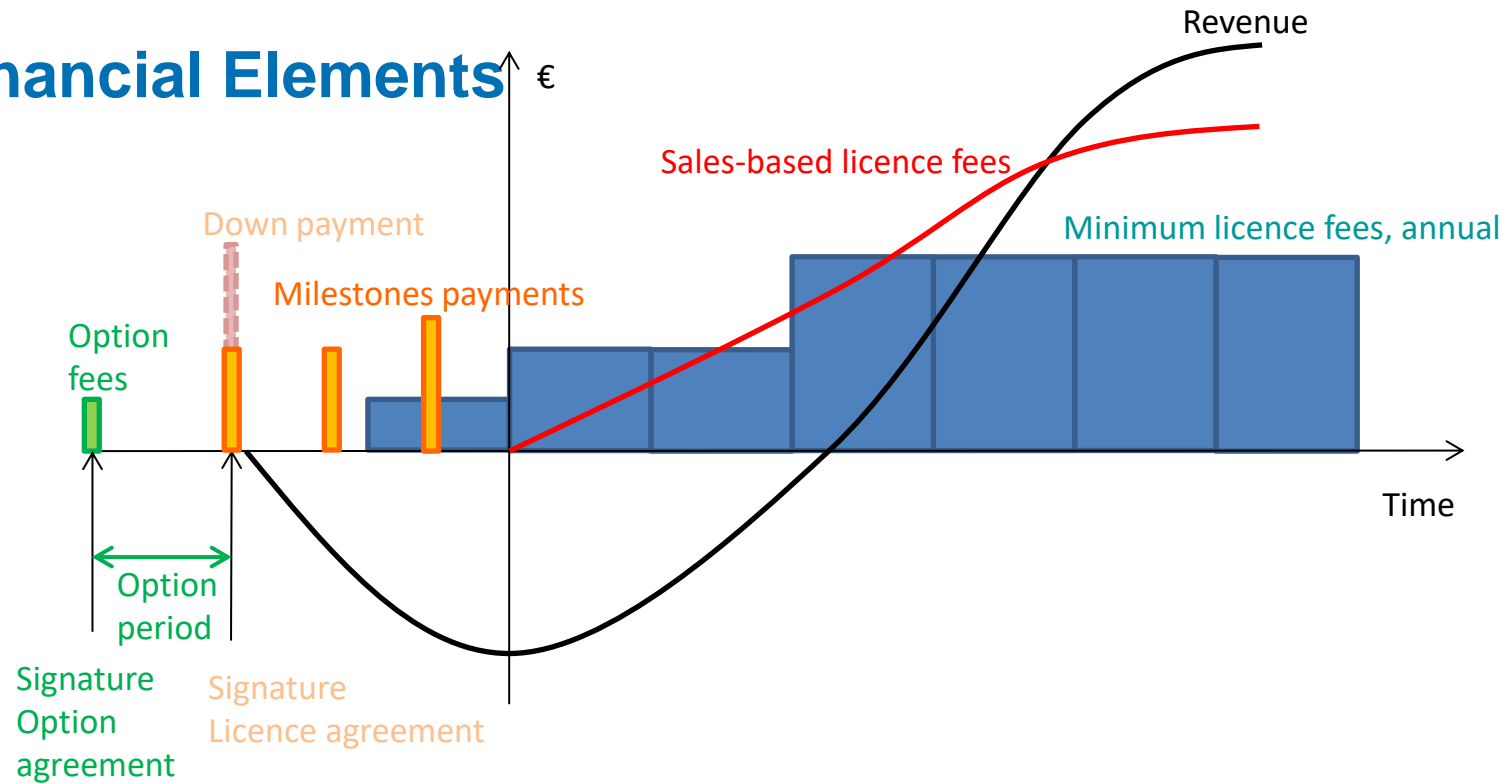 nancial Elements
€
Revenue
Sales-based licence fees
Down payment
Minimum licence fees, annual
Milestones payments
Option
fees
Time
Option
period
Signature
Option
agreement
Signature
Licence agreement